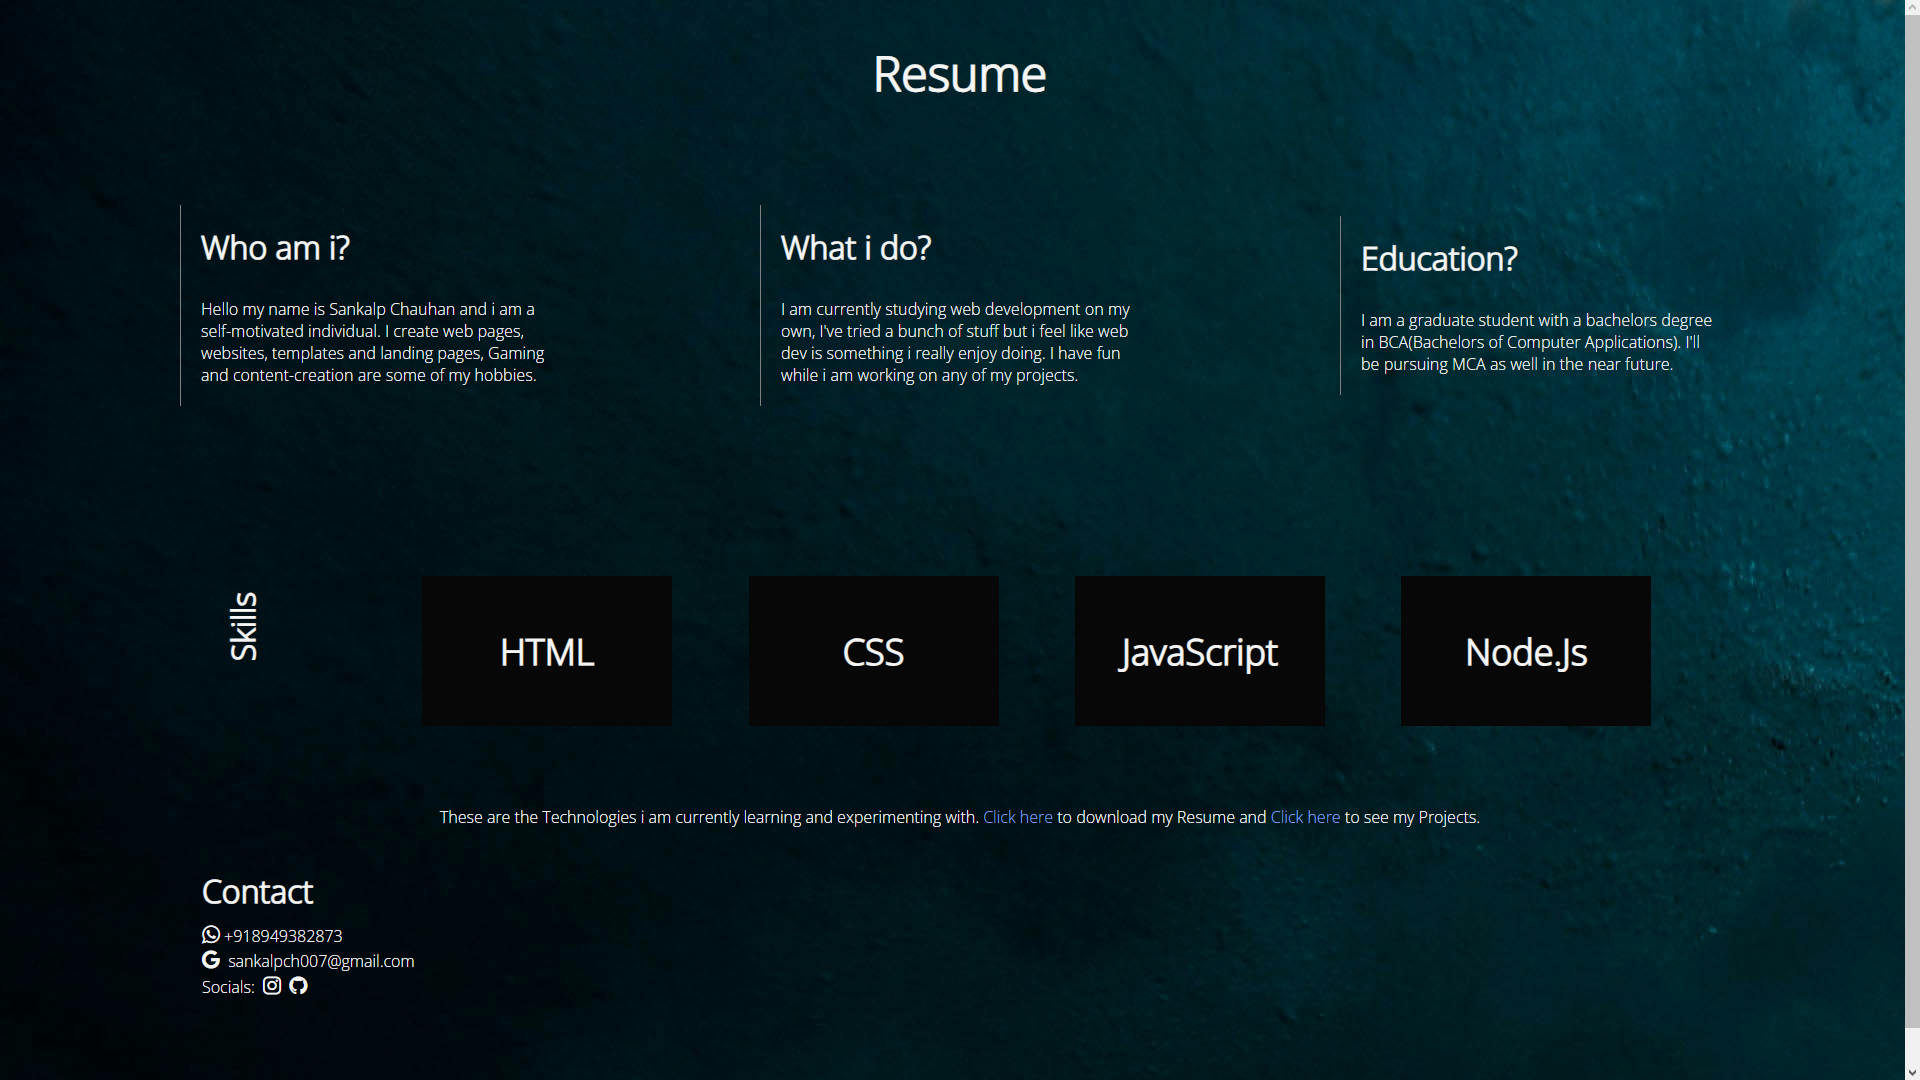 Resume
Who am i?
Hello my name is Sankalp Chauhan and i am a
self-motivated individual. I create web pages,
websites, templates and landing pages, Gaming
and content-creation are some of my hobbies.
What i do?
I am currently studying web development on my
own, I've tried a bunch of stuff but i feel like web
dev is something i really enjoy doing. I have fun
while i am working on any of my projects.
Education?
I am a graduate student with a bachelors degree
in BCA(Bachelors of Computer Applications). I'll
be pursuing MCA as well in the near future.
Skills
HTML
CSS
JavaScript
Node.Js
These are the Technologies i am currently learning and experimenting with. Click here to download my Resume and Click here to see my Projects.
Contact
+918949382873
sankalpch007@gmail.com
Socials: